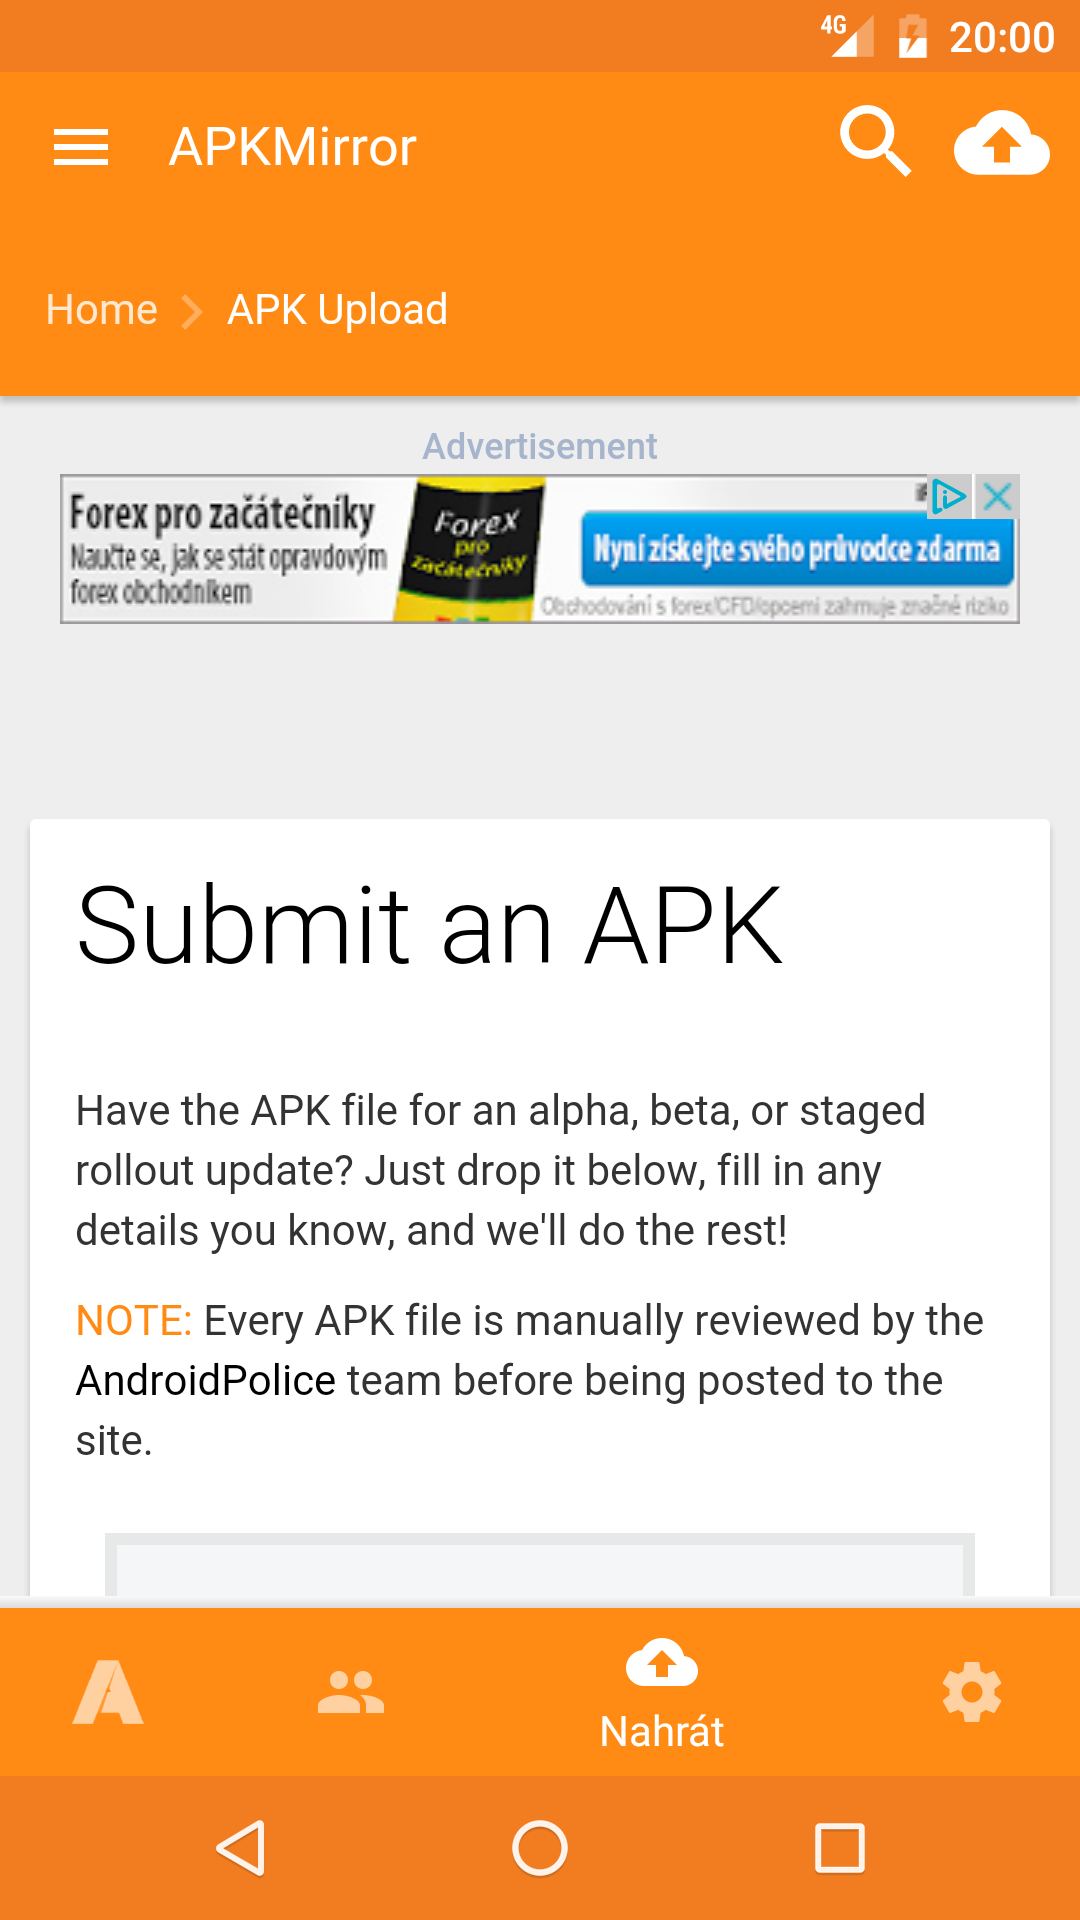 4G 20:00
APKMirror
Home APK Upload
Advertisement
Forex pro začátečníky
Naučte se, jak se stát opravdovým
forex obchodníkem
Forex
pro
začátečníky
Nyní získejte svého průvodce zdarma
Obchodování s forex/CFD/opcemi zahrnuje značné riziko
Submit an APK
Have the APK file for an alpha, beta, or staged
rollout update? Just drop it below, fill in any
details you know, and we'll do the rest!
NOTE: Every APK file is manually reviewed by the
AndroidPolice team before being posted to the
site.
Nahrát